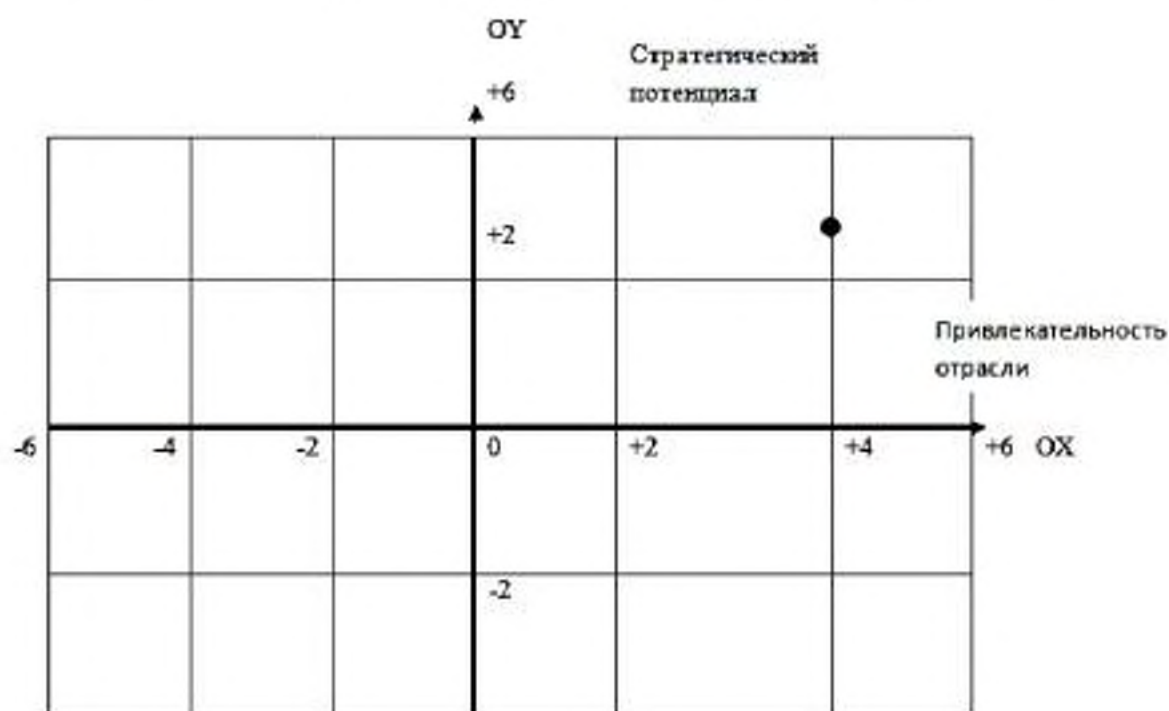 OY
Стратегический
потенциал
+6
+2
Привлекательность
отрасли
-6 -4 -2 0 +2 +4 +6 OX
-2